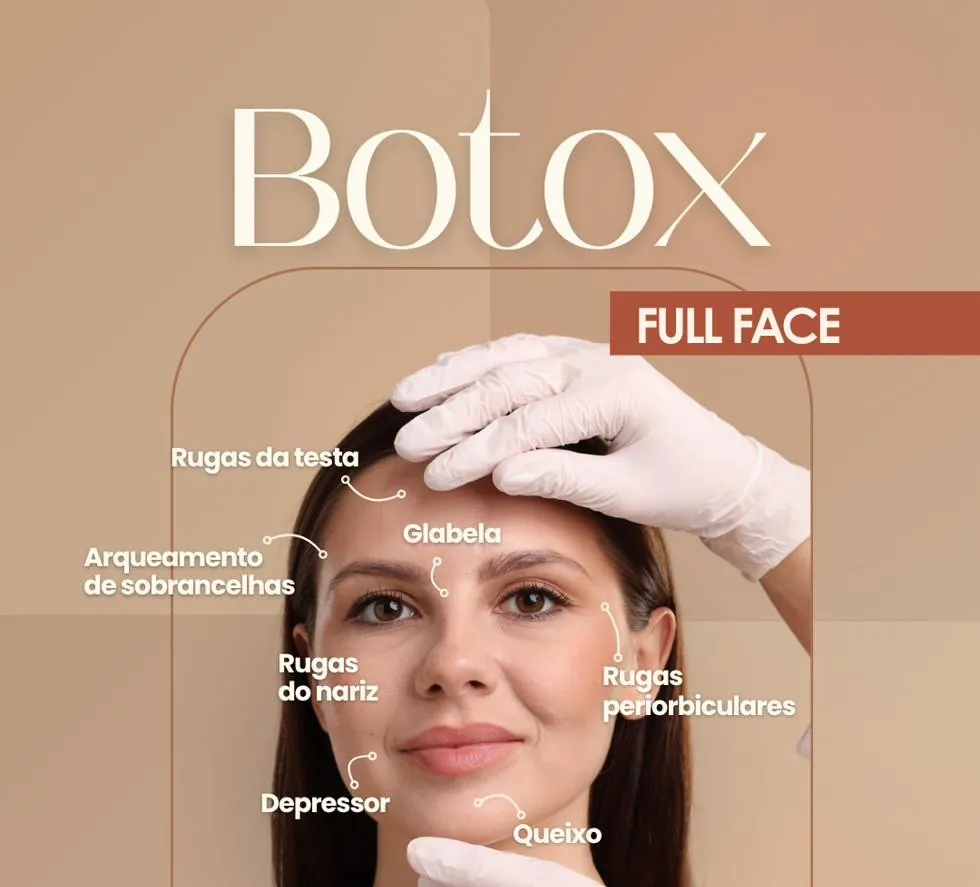 Botox
FULL FACE
Rugas da testa
Glabela
Arqueamento
de sobrancelhas
Rugas
do nariz
Rugas
periorbiculares
Depressor
Queixo